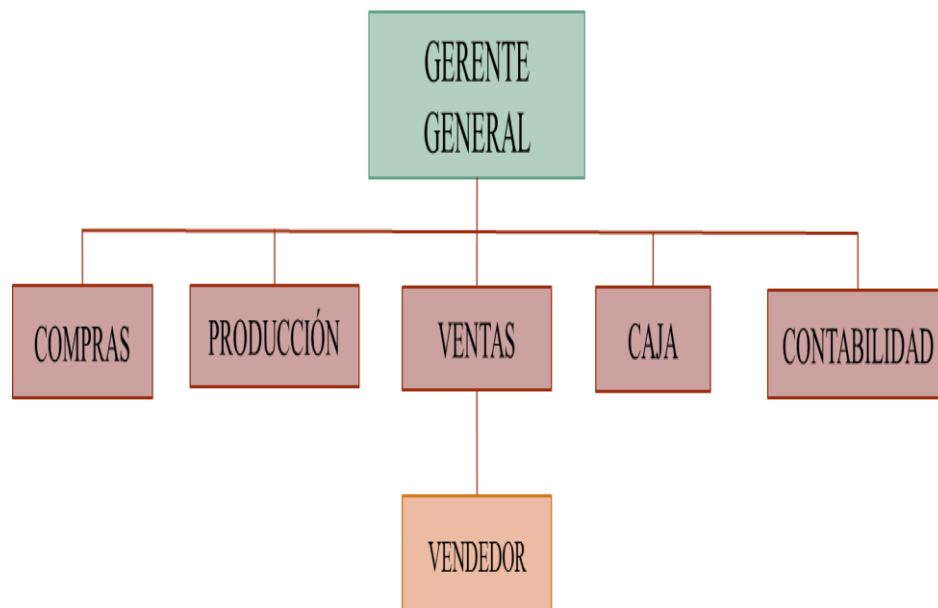 GERENTE
GENERAL
COMPRAS
PRODUCCIÓN
VENTAS
CAJA
CONTABILIDAD
VENDEDOR